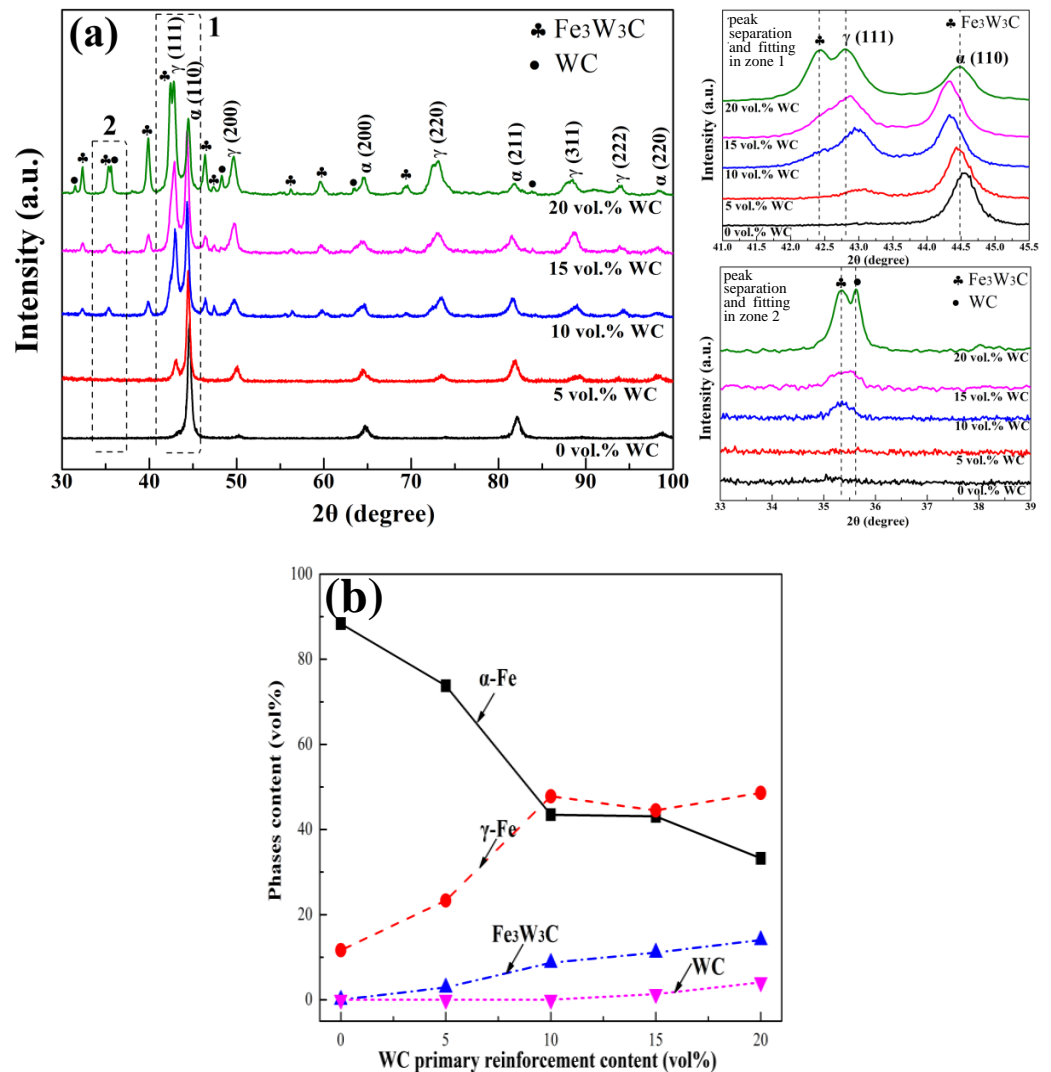 (a)
1
2
♣ Fe₃W₃C
● WC
♣ γ (111)
α (110)
● ♣ ♣● ♣
♣ ♣ ● γ (200)
♣ ♣ ● α (200)
♣ γ (220)
α (211)
● γ (311)
γ (222)
α (220)
20 vol.% WC
15 vol.% WC
10 vol.% WC
5 vol.% WC
0 vol.% WC
Intensity (a.u.)
30 40 50 60 70 80 90 100
2θ (degree)
peak
separation
and fitting
in zone 1
♣ Fe₃W₃C
♣ γ (111)
α (110)
20 vol.% WC
15 vol.% WC
10 vol.% WC
5 vol.% WC
0 vol.% WC
Intensity (a.u.)
41.0 41.5 42.0 42.5 43.0 43.5 44.0 44.5 45.0 45.5
2θ (degree)
peak
separation
and fitting
in zone 2
♣ Fe₃W₃C
● WC
♣ ●
20 vol.% WC
15 vol.% WC
10 vol.% WC
5 vol.% WC
0 vol.% WC
Intensity (a.u.)
33 34 35 36 37 38 39
2θ (degree)
(b)
100
80
60
40
20
0
Phases content (vol%)
α-Fe
γ-Fe
Fe₃W₃C
WC
0 5 10 15 20
WC primary reinforcement content (vol%)